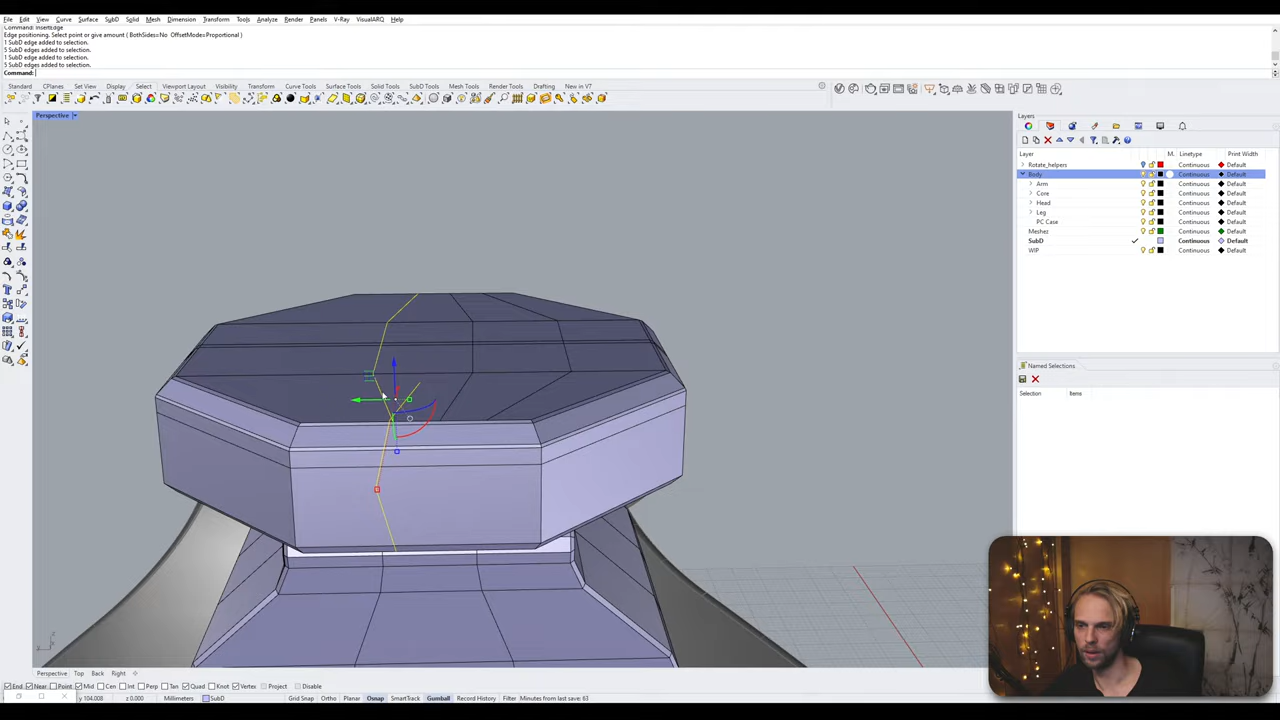 File Edit View Curve Surface SubD Solid Mesh Dimension Transform Tools Analyze Render Panels V-Ray VisualARQ Help
Command: InsertEdge
Edge positioning. Select point or give amount ( BothSides=No OffsetMode=Proportional )
1 SubD edge added to selection.
5 SubD edges added to selection.
1 SubD edge added to selection.
5 SubD edges added to selection.
Command:
Standard CPlanes Set View Display Select Viewport Layout Visibility Transform Curve Tools Surface Tools Solid Tools SubD Tools Mesh Tools Render Tools Drafting New in V7
Perspective
Layers
Layer M. Linetype Print Width
Rotate_helpers Continuous Default
Body Continuous Default
Arm Continuous Default
Core Continuous Default
Head Continuous Default
Leg Continuous Default
PC Case Continuous Default
Meshez Continuous Default
SubD Continuous Default
WIP Continuous Default
Named Selections
Selection Items
Perspective Top Back Right
End Near Point Mid Cen Int Perp Tan Quad Knot Vertex Project Disable
y 104.008 z 0.000 Millimeters SubD Grid Snap Ortho Planar Osnap SmartTrack Gumball Record History Filter Minutes from last save: 63